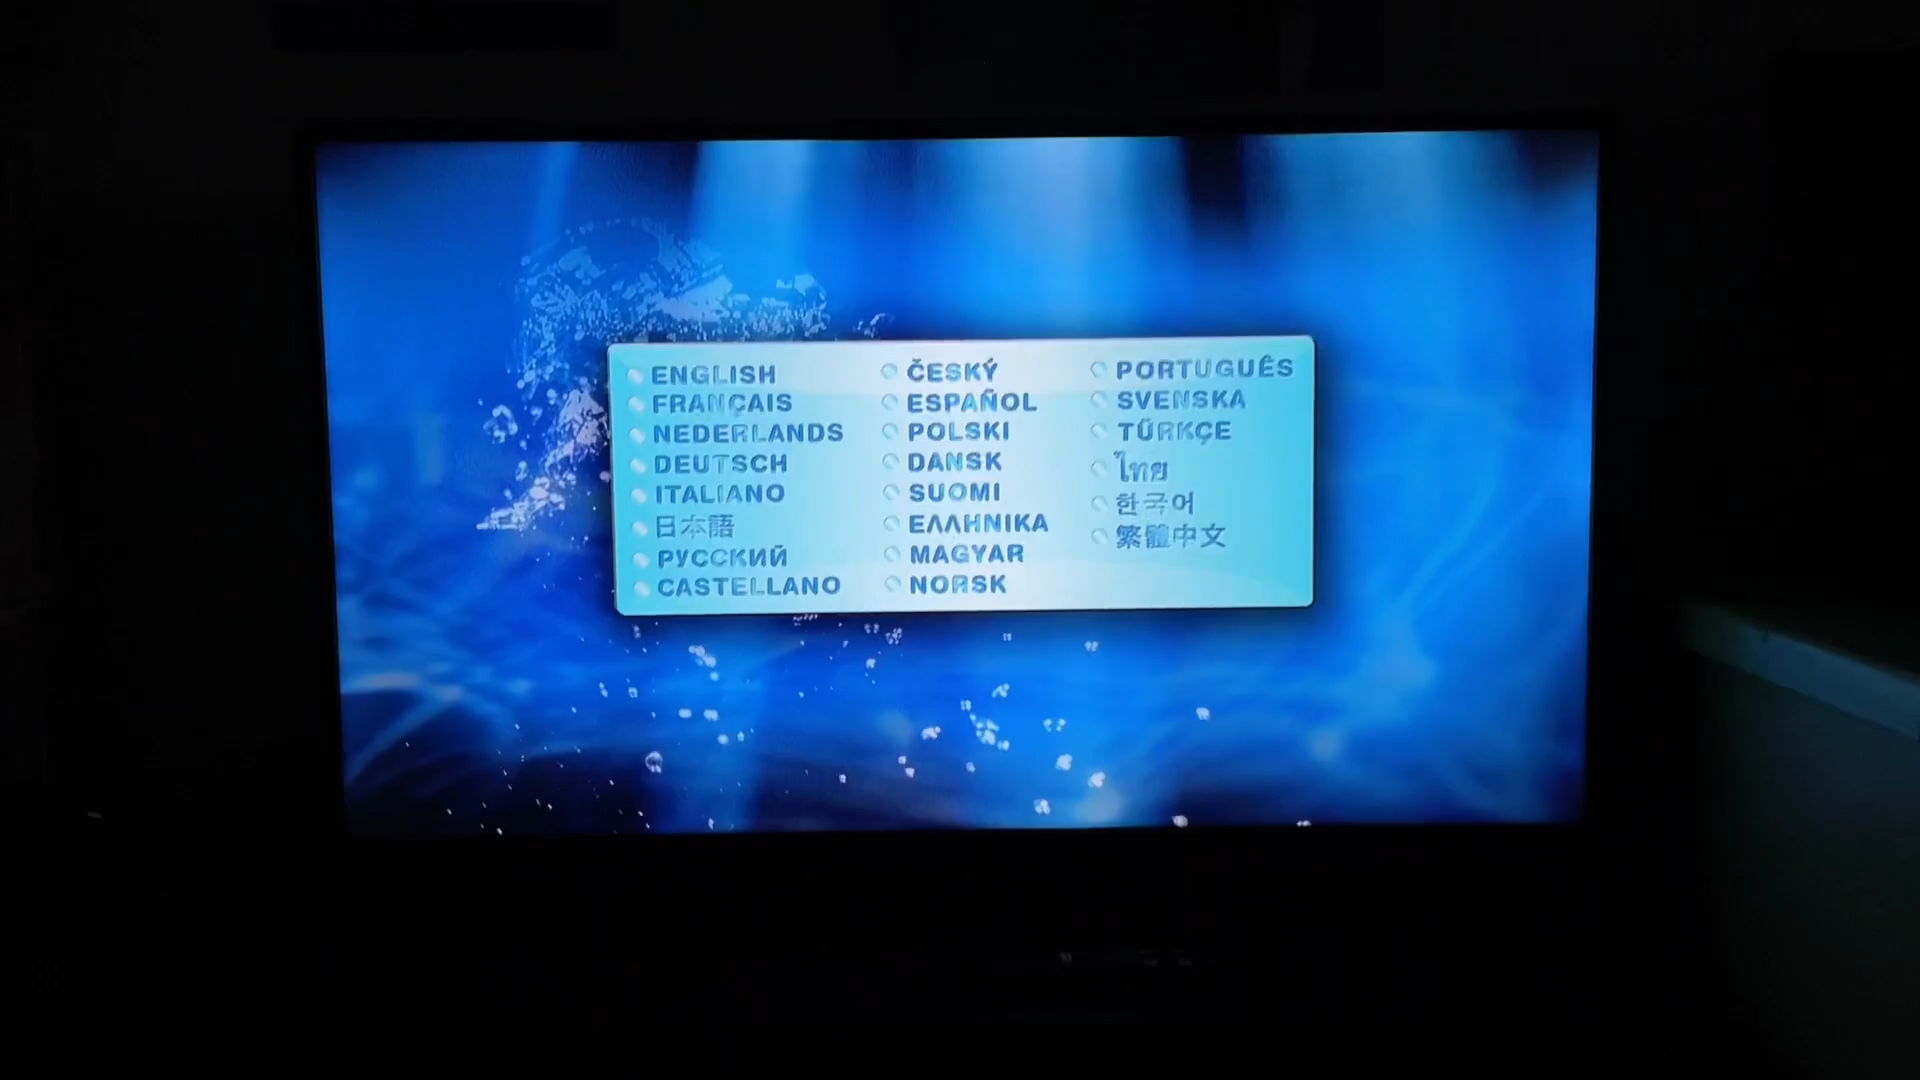 ENGLISH
FRANÇAIS
NEDERLANDS
DEUTSCH
ITALIANO
日本語
РУССКИЙ
CASTELLANO
ČESKÝ
ESPAÑOL
POLSKI
DANSK
SUOMI
ΕΛΛΗΝΙΚΑ
MAGYAR
NORSK
PORTUGUÊS
SVENSKA
TÜRKÇE
ไทย
한국어
繁體中文